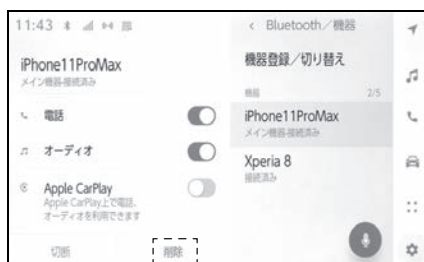 11:43
iPhone11ProMax
メイン機器-接続済み
電話
オーディオ
Apple CarPlay
Apple CarPlay上で電話、
オーディオを利用できます
切断
削除
Bluetooth／機器
機器登録／切り替え
機器 2/5
iPhone11ProMax
メイン機器-接続済み
Xperia 8
接続済み